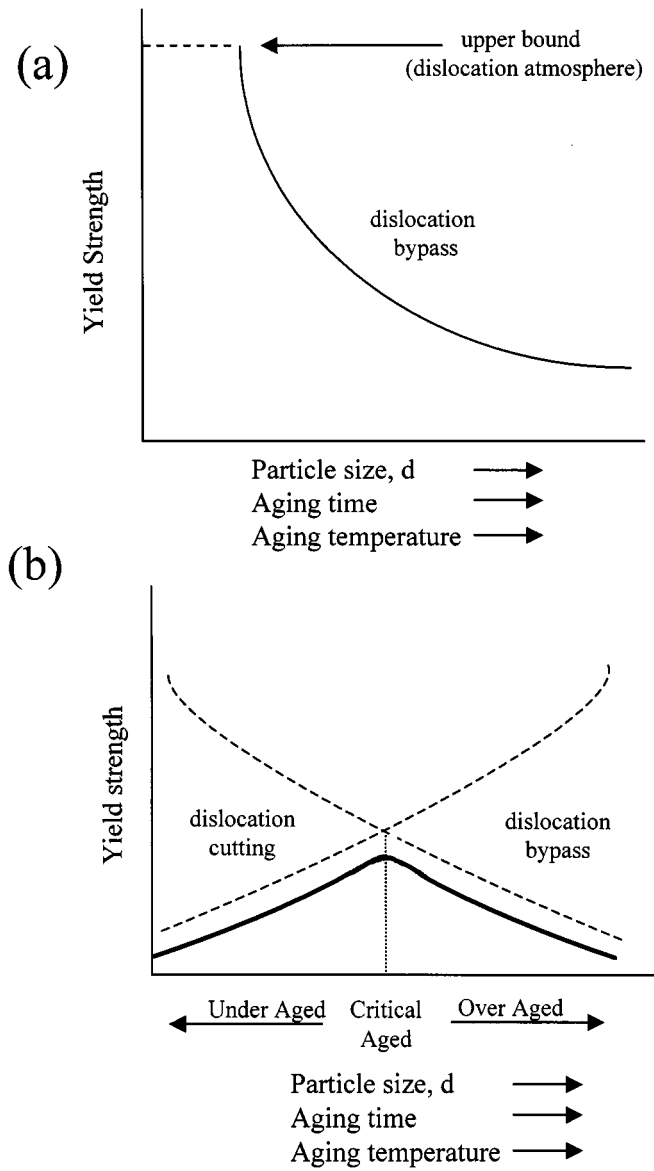 (a)
upper bound
(dislocation atmosphere)
Yield Strength
dislocation
bypass
Particle size, d
Aging time
Aging temperature
(b)
Yield strength
dislocation
cutting
dislocation
bypass
Under Aged
Critical
Aged
Over Aged
Particle size, d
Aging time
Aging temperature